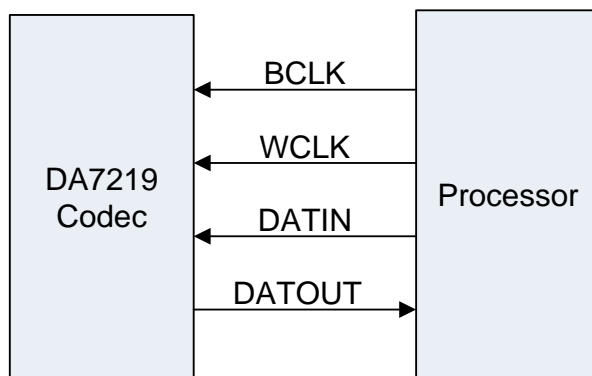 DA7219
Codec
BCLK
WCLK
DATIN
DATOUT
Processor